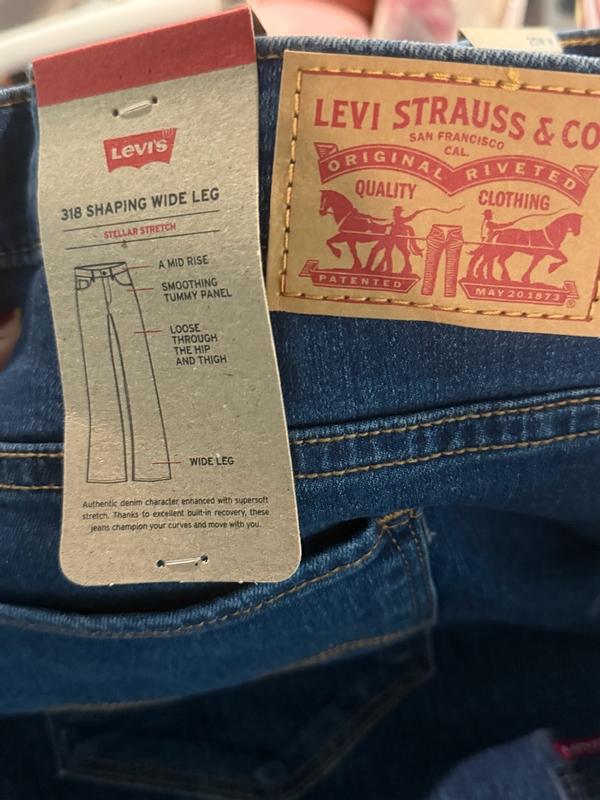 Levi's
318 SHAPING WIDE LEG
STELLAR STRETCH
A MID RISE
SMOOTHING
TUMMY PANEL
LOOSE
THROUGH
THE HIP
AND THIGH
WIDE LEG
Authentic denim character enhanced with supersoft
stretch. Thanks to excellent built-in recovery, these
jeans champion your curves and move with you.
LEVI STRAUSS & CO
SAN FRANCISCO
CAL.
ORIGINAL RIVETED
QUALITY CLOTHING
PATENTED MAY 20 1873